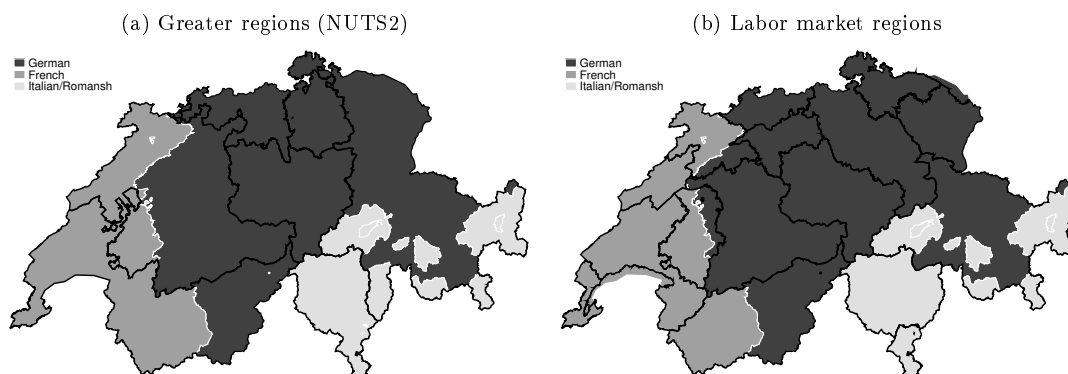 (a) Greater regions (NUTS2)
German
French
Italian/Romansh
(b) Labor market regions
German
French
Italian/Romansh